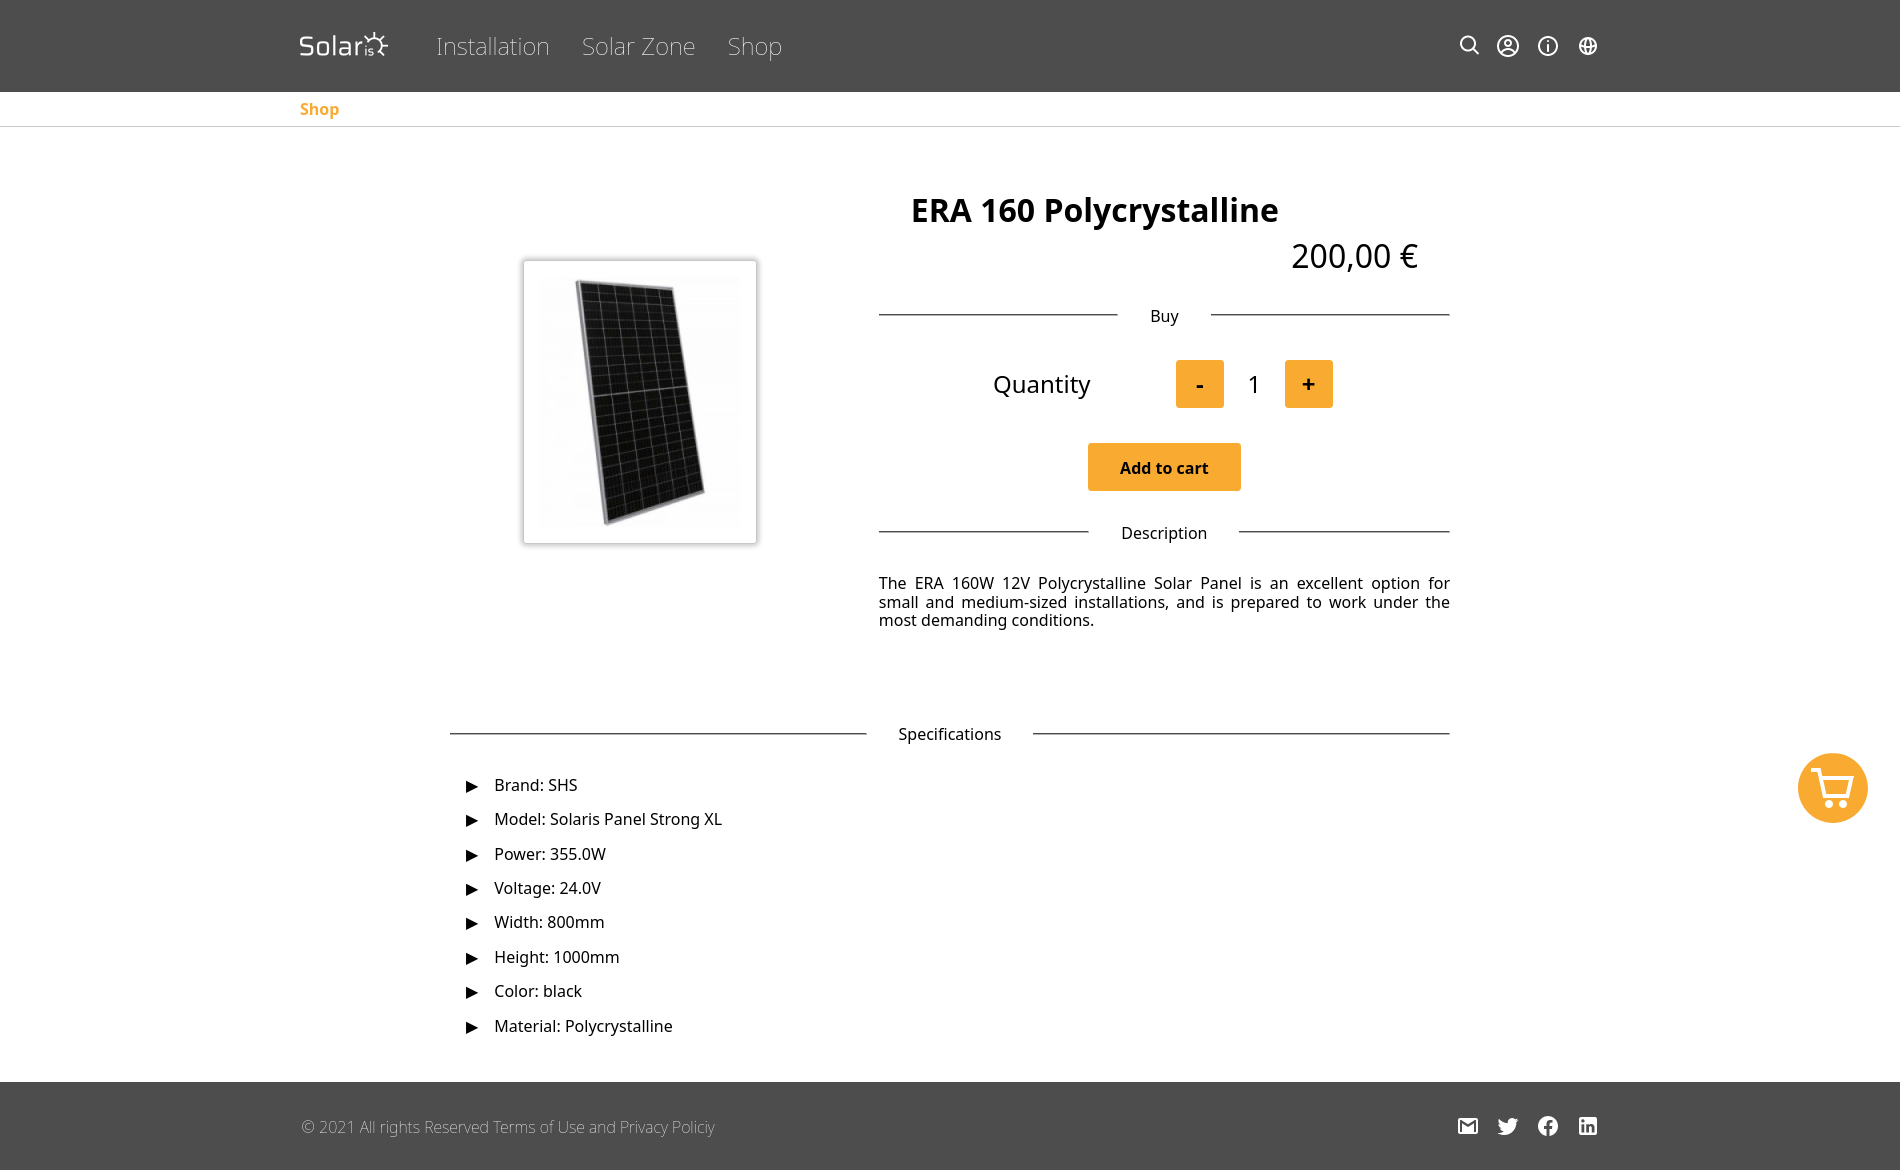 Solaris
Installation
Solar Zone
Shop
Shop
ERA 160 Polycrystalline
200,00 €
Buy
Quantity
-
1
+
Add to cart
Description
The ERA 160W 12V Polycrystalline Solar Panel is an excellent option for
small and medium-sized installations, and is prepared to work under the
most demanding conditions.
Specifications
▶ Brand: SHS
▶ Model: Solaris Panel Strong XL
▶ Power: 355.0W
▶ Voltage: 24.0V
▶ Width: 800mm
▶ Height: 1000mm
▶ Color: black
▶ Material: Polycrystalline
© 2021 All rights Reserved Terms of Use and Privacy Policiy